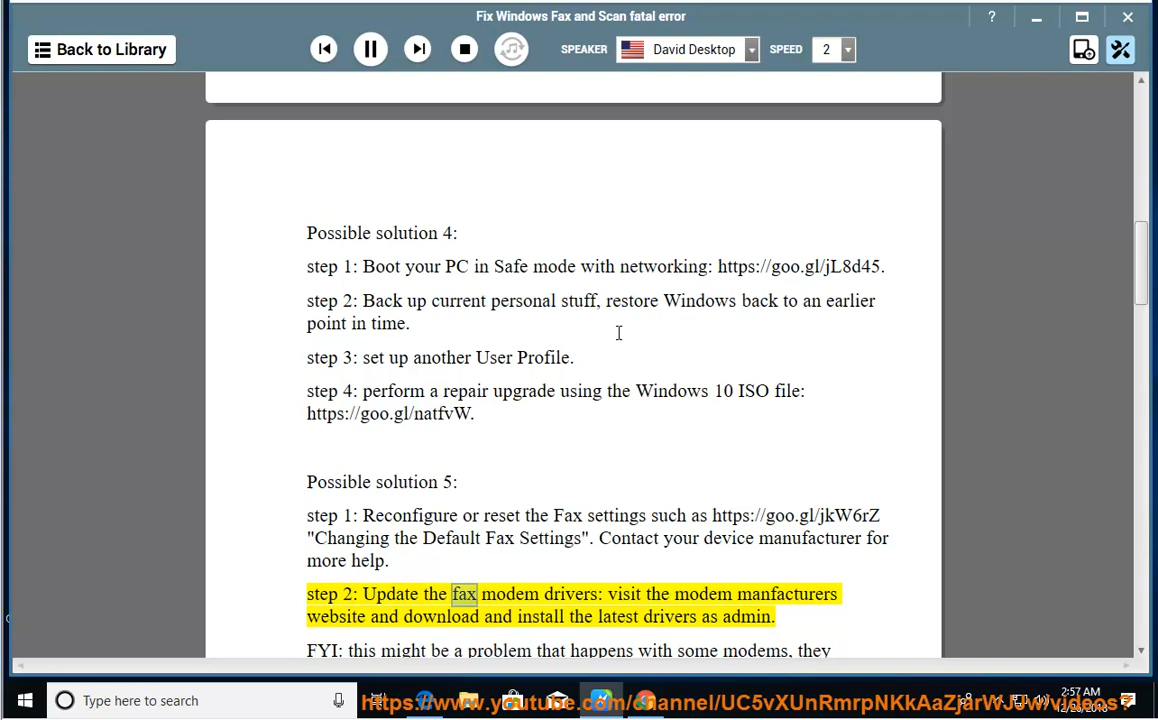 Fix Windows Fax and Scan fatal error
?
Back to Library
SPEAKER David Desktop SPEED 2
Possible solution 4:
step 1: Boot your PC in Safe mode with networking: https://goo.gl/jL8d45.
step 2: Back up current personal stuff, restore Windows back to an earlier
point in time.
step 3: set up another User Profile.
step 4: perform a repair upgrade using the Windows 10 ISO file:
https://goo.gl/natfvW.
Possible solution 5:
step 1: Reconfigure or reset the Fax settings such as https://goo.gl/jkW6rZ
"Changing the Default Fax Settings". Contact your device manufacturer for
more help.
step 2: Update the fax modem drivers: visit the modem manfacturers
website and download and install the latest drivers as admin.
FYI: this might be a problem that happens with some modems, they
Type here to search
2:57 AM